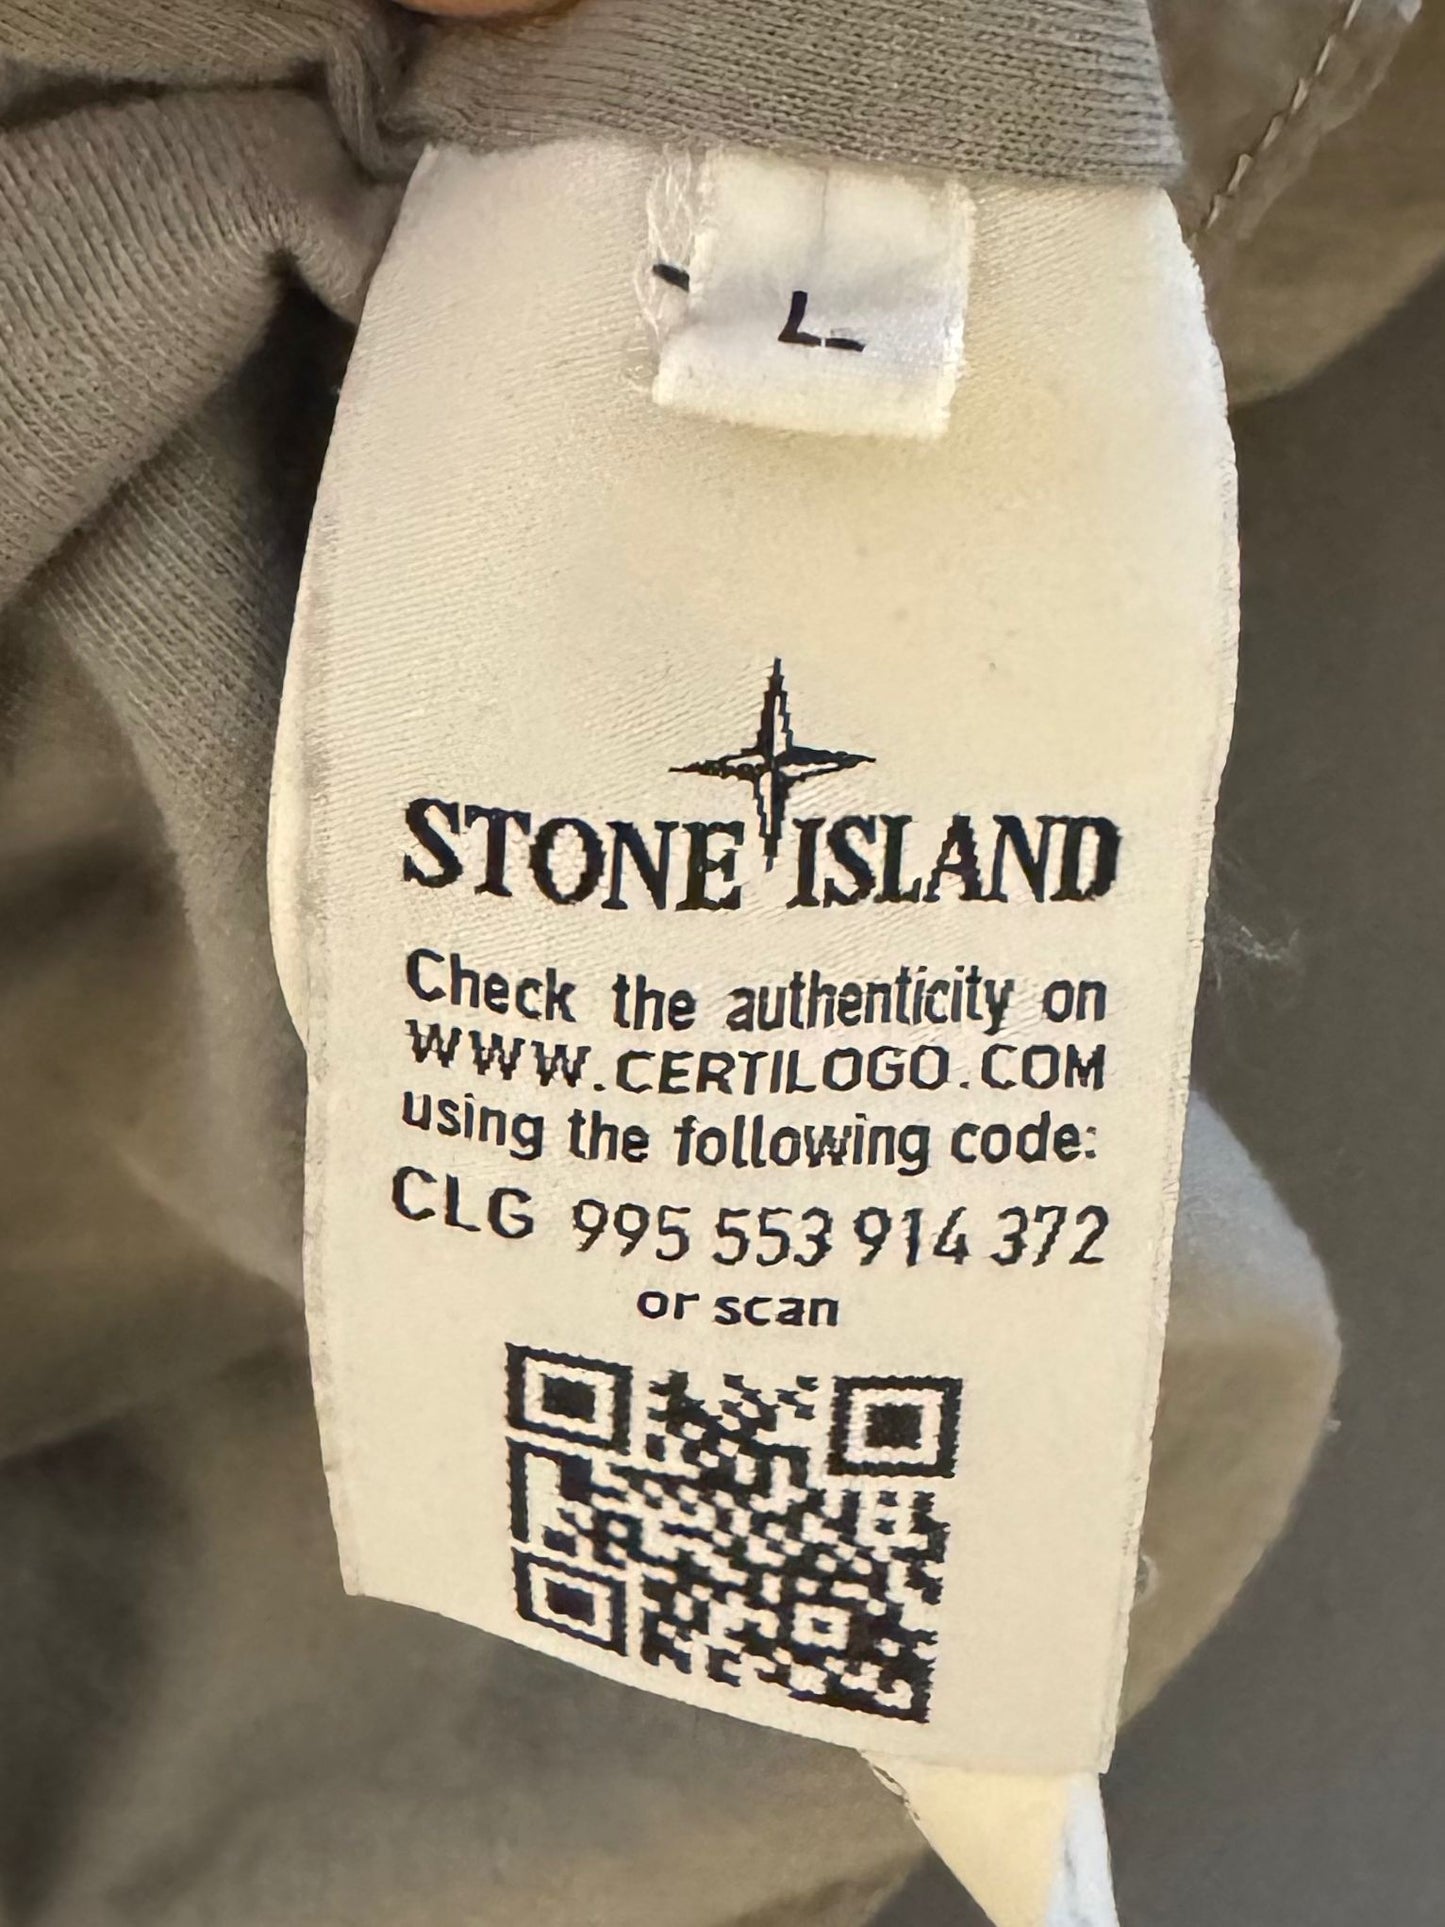 L
STONE ISLAND
Check the authenticity on
WWW.CERTILOGO.COM
using the following code:
CLG 995 553 914 372
or scan